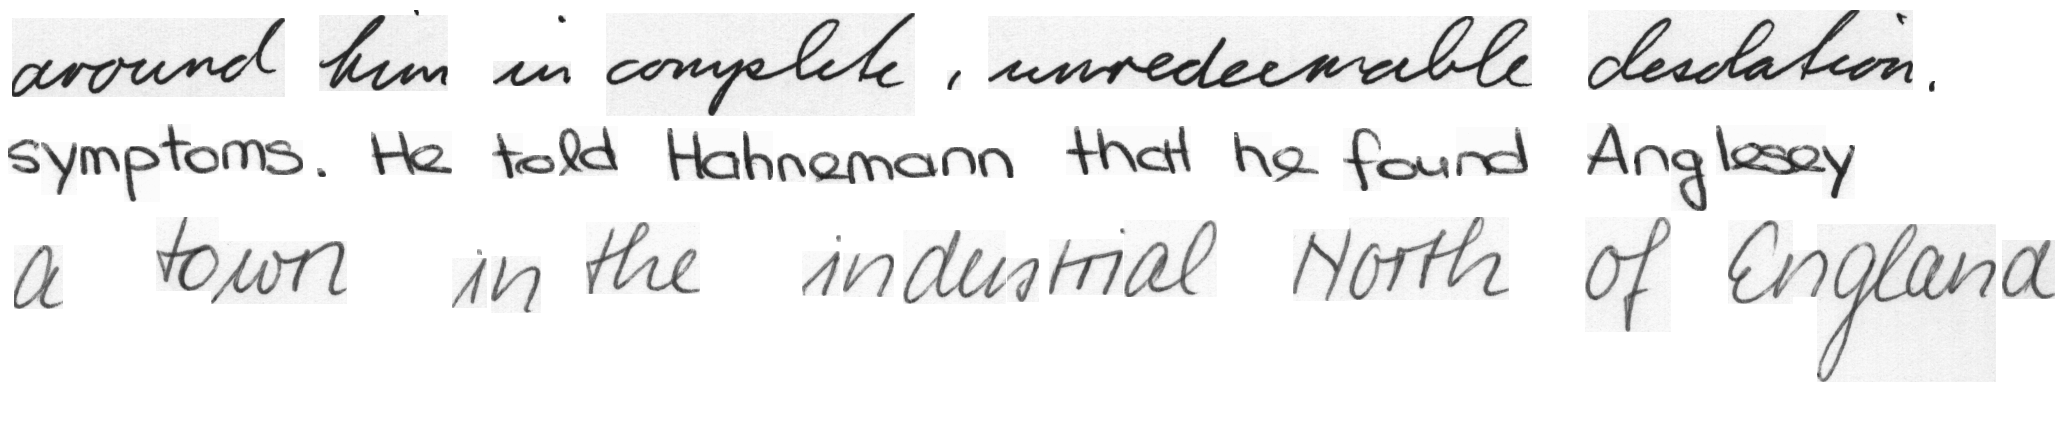 around him in complete, unredeemable desolation.
symptoms. He told Hahnemann that he found Anglesey
a town in the industrial North of England